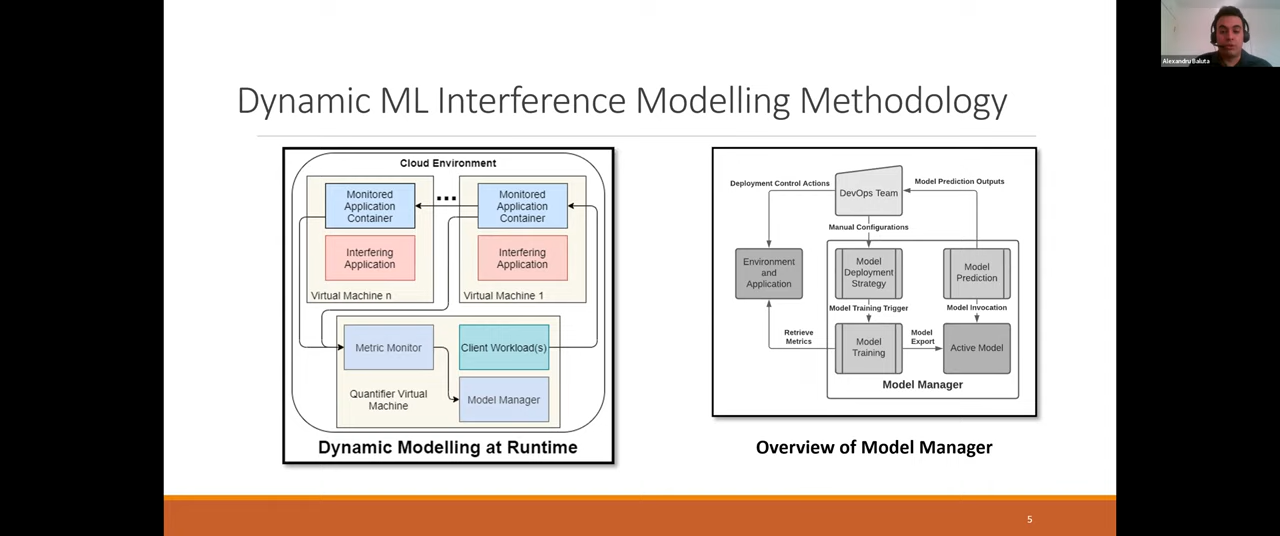 Dynamic ML Interference Modelling Methodology
Alexandru Baluta
Cloud Environment
Monitored
Application
Container
...
Monitored
Application
Container
Interfering
Application
Interfering
Application
Virtual Machine n
Virtual Machine 1
Metric Monitor
Client Workload(s)
Quantifier Virtual
Machine
Model Manager
Dynamic Modelling at Runtime
Deployment Control Actions
DevOps Team
Model Prediction Outputs
Manual Configurations
Environment
and
Application
Model
Deployment
Strategy
Model
Prediction
Model Training Trigger
Model Invocation
Retrieve
Metrics
Model
Training
Model
Export
Active Model
Model Manager
Overview of Model Manager
5